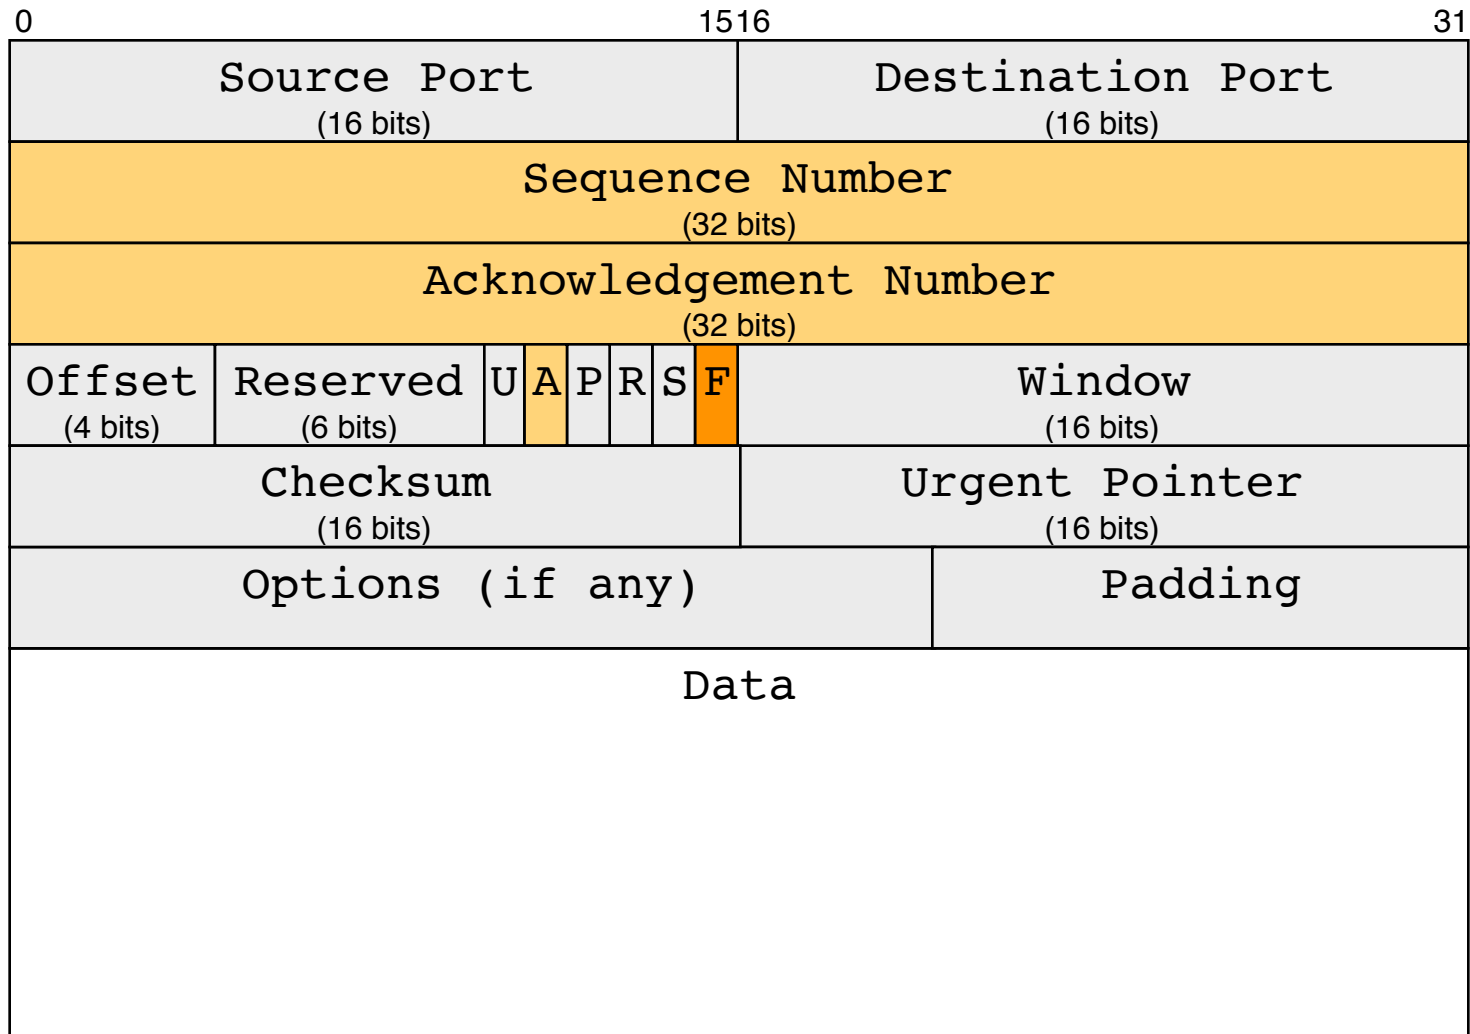 0 15 16 31
Source Port Destination Port
(16 bits) (16 bits)
Sequence Number
(32 bits)
Acknowledgement Number
(32 bits)
Offset Reserved U A P R S F Window
(4 bits) (6 bits) (16 bits)
Checksum Urgent Pointer
(16 bits) (16 bits)
Options (if any) Padding
Data